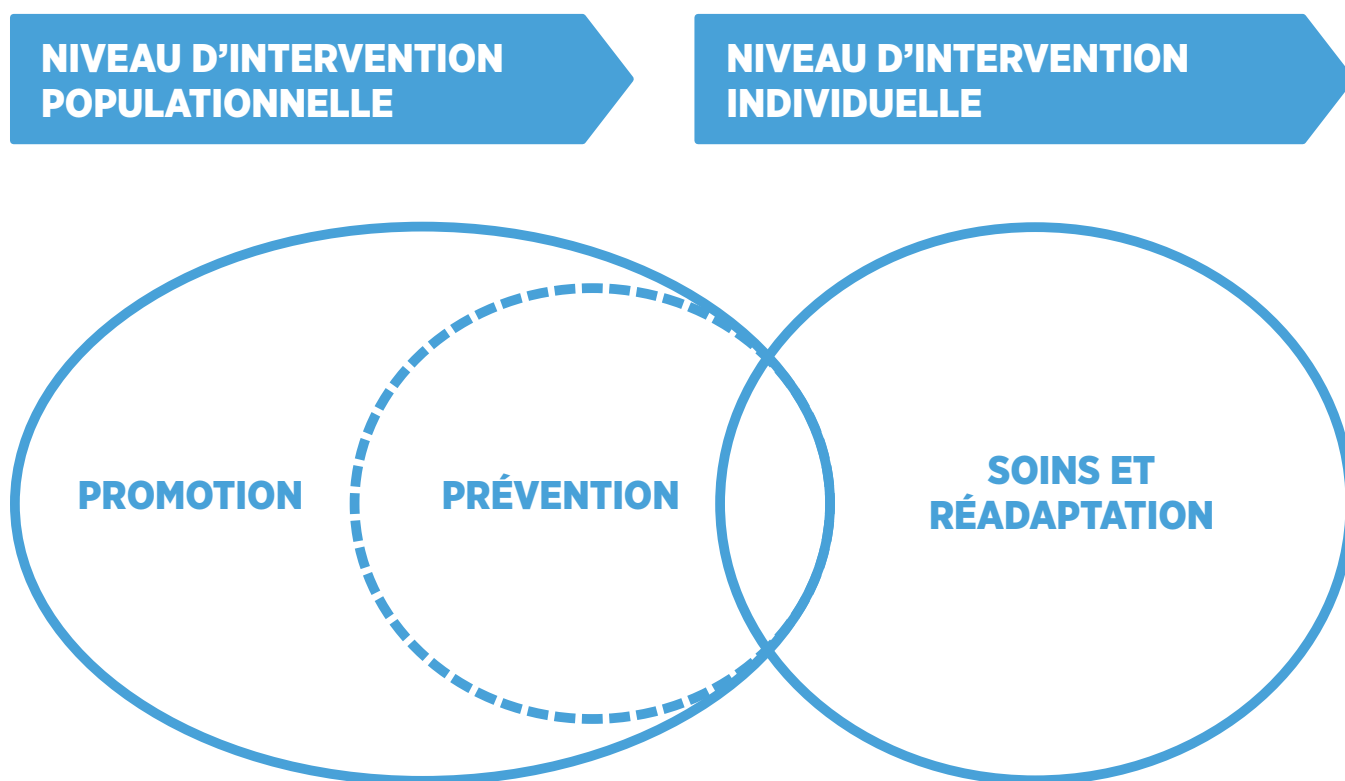 NIVEAU D’INTERVENTION
POPULATIONNELLE
NIVEAU D’INTERVENTION
INDIVIDUELLE
PROMOTION
PRÉVENTION
SOINS ET
RÉADAPTATION